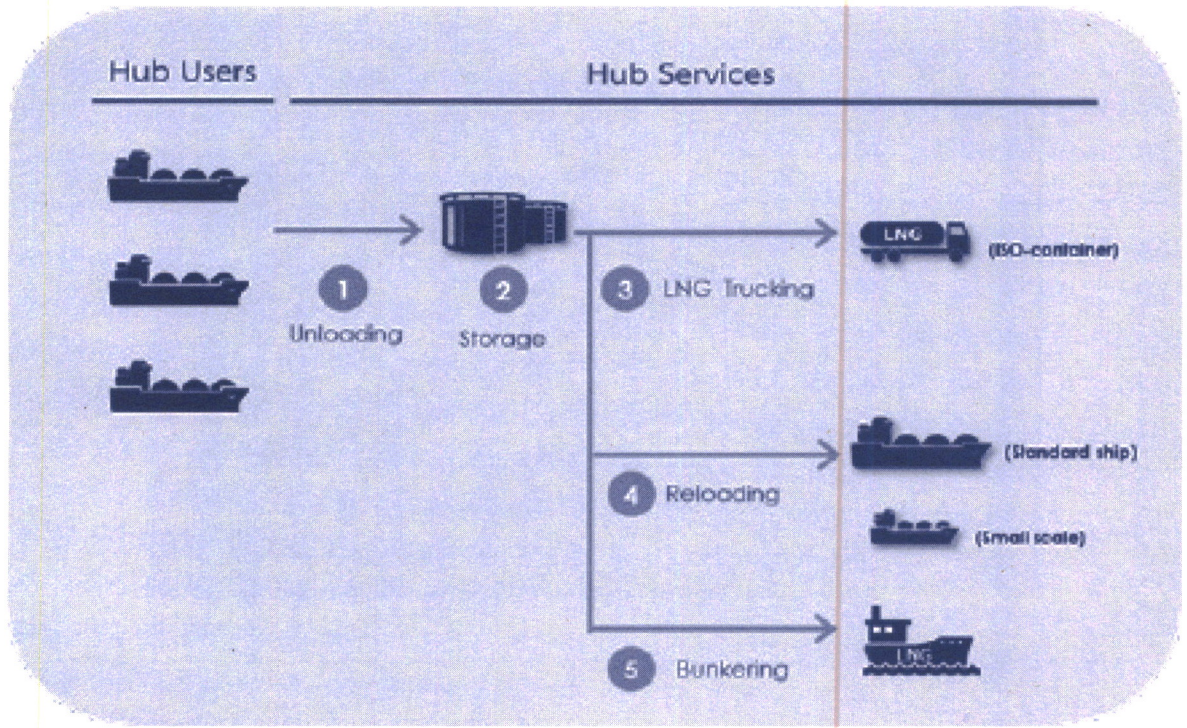 Hub Users
Hub Services
LNG
(ISO-container)
1
2
3 LNG Trucking
Unloading
Storage
(Standard ship)
4 Reloading
(Small scale)
LNG
5 Bunkering